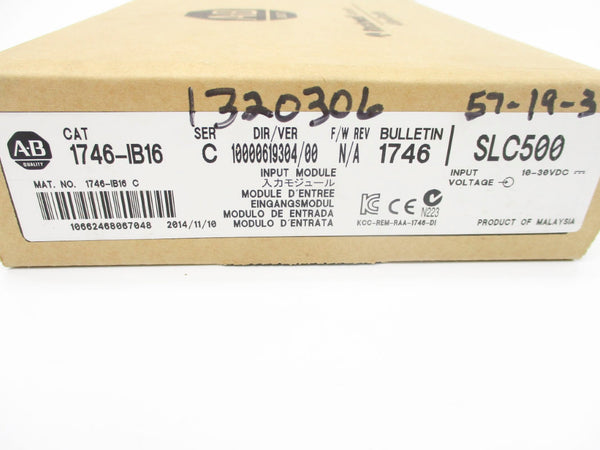 1320306 57-19-3
AB
QUALITY
CAT
1746-IB16
SER
C
DIR/VER
10000619304/00
F/W REV
N/A
BULLETIN
1746
SLC500
MAT. NO. 1746-IB16 C
10662468067048 2014/11/10
INPUT MODULE
入力モジュール
MODULE D'ENTREE
EINGANGSMODUL
MODULO DE ENTRADA
MODULO D'ENTRATA
KC CE N223
KCC-REM-RAA-1746-DI
INPUT
VOLTAGE
10-30VDC
PRODUCT OF MALAYSIA